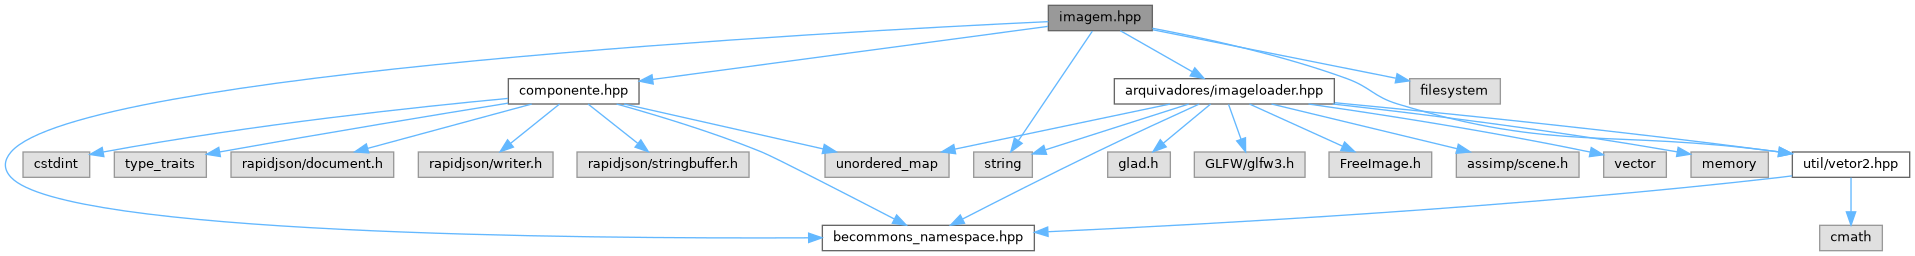 imagem.hpp
componente.hpp
arquivadores/imageloader.hpp
filesystem
cstdint
type_traits
rapidjson/document.h
rapidjson/writer.h
rapidjson/stringbuffer.h
unordered_map
string
glad.h
GLFW/glfw3.h
FreeImage.h
assimp/scene.h
vector
memory
util/vetor2.hpp
becommons_namespace.hpp
cmath